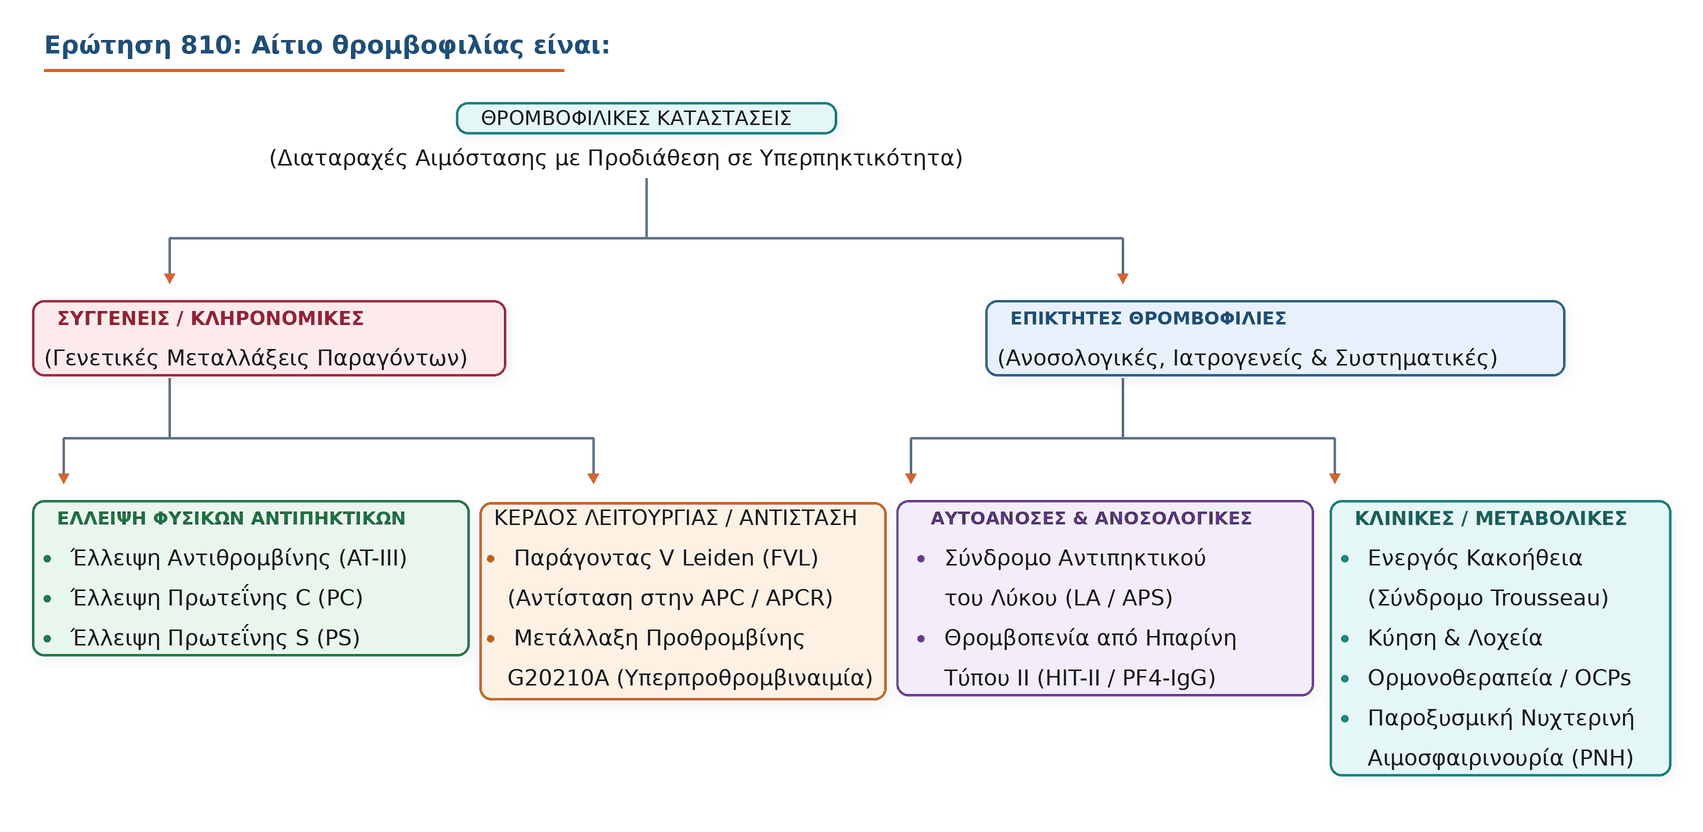 Ερώτηση 810: Αίτιο θρομβοφιλίας είναι:
ΘΡΟΜΒΟΦΙΛΙΚΕΣ ΚΑΤΑΣΤΑΣΕΙΣ
(Διαταραχές Αιμόστασης με Προδιάθεση σε Υπερπηκτικότητα)
ΣΥΓΓΕΝΕΙΣ / ΚΛΗΡΟΝΟΜΙΚΕΣ
(Γενετικές Μεταλλάξεις Παραγόντων)
ΕΠΙΚΤΗΤΕΣ ΘΡΟΜΒΟΦΙΛΙΕΣ
(Ανοσολογικές, Ιατρογενείς & Συστηματικές)
ΕΛΛΕΙΨΗ ΦΥΣΙΚΩΝ ΑΝΤΙΠΗΚΤΙΚΩΝ
• Έλλειψη Αντιθρομβίνης (AT-III)
• Έλλειψη Πρωτεΐνης C (PC)
• Έλλειψη Πρωτεΐνης S (PS)
ΚΕΡΔΟΣ ΛΕΙΤΟΥΡΓΙΑΣ / ΑΝΤΙΣΤΑΣΗ
• Παράγοντας V Leiden (FVL)
(Αντίσταση στην APC / APCR)
• Μετάλλαξη Προθρομβίνης
G20210A (Υπερπροθρομβιναιμία)
ΑΥΤΟΑΝΟΣΕΣ & ΑΝΟΣΟΛΟΓΙΚΕΣ
• Σύνδρομο Αντιπηκτικού
του Λύκου (LA / APS)
• Θρομβοπενία από Ηπαρίνη
Τύπου II (HIT-II / PF4-IgG)
ΚΛΙΝΙΚΕΣ / ΜΕΤΑΒΟΛΙΚΕΣ
• Ενεργός Κακοήθεια
(Σύνδρομο Trousseau)
• Κύηση & Λοχεία
• Ορμονοθεραπεία / OCPs
• Παροξυσμική Νυχτερινή
Αιμοσφαιρινουρία (PNH)